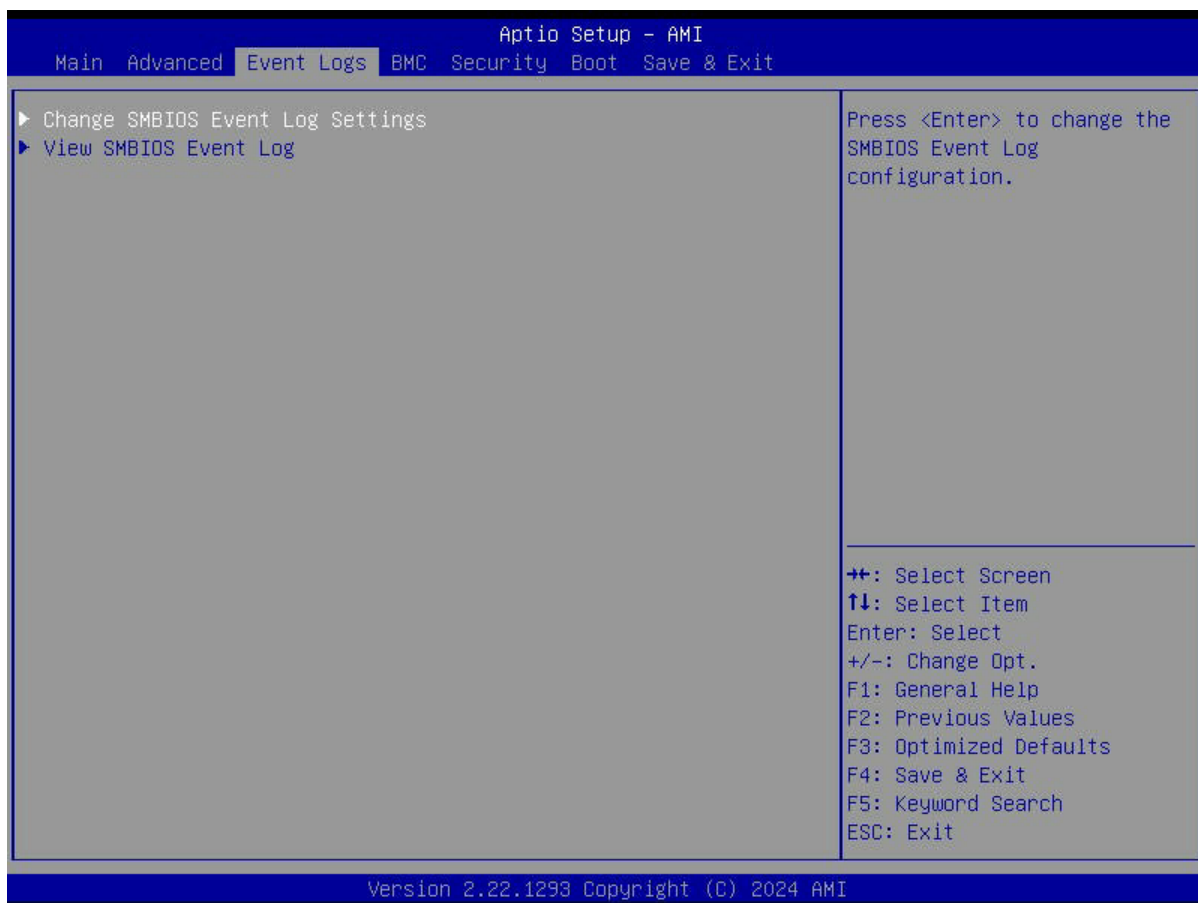 Aptio Setup – AMI
Main Advanced Event Logs BMC Security Boot Save & Exit
▶ Change SMBIOS Event Log Settings
▶ View SMBIOS Event Log
Press <Enter> to change the
SMBIOS Event Log
configuration.
→←: Select Screen
↑↓: Select Item
Enter: Select
+/-: Change Opt.
F1: General Help
F2: Previous Values
F3: Optimized Defaults
F4: Save & Exit
F5: Keyword Search
ESC: Exit
Version 2.22.1293 Copyright (C) 2024 AMI